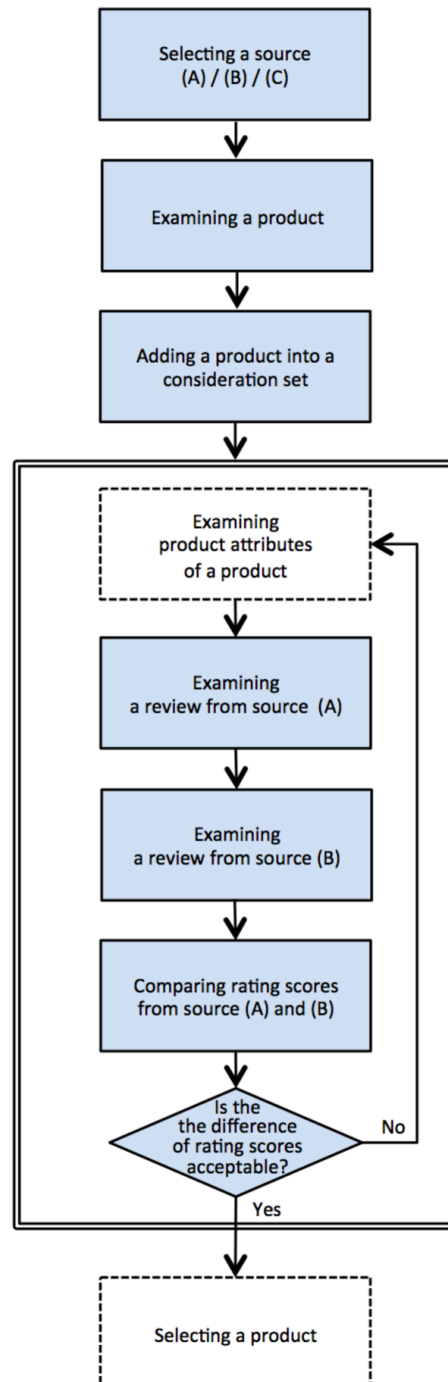 Selecting a source
(A) / (B) / (C)
Examining a product
Adding a product into a
consideration set
Examining
product attributes
of a product
Examining
a review from source (A)
Examining
a review from source (B)
Comparing rating scores
from source (A) and (B)
Is the
the difference
of rating scores
acceptable?
No
Yes
Selecting a product